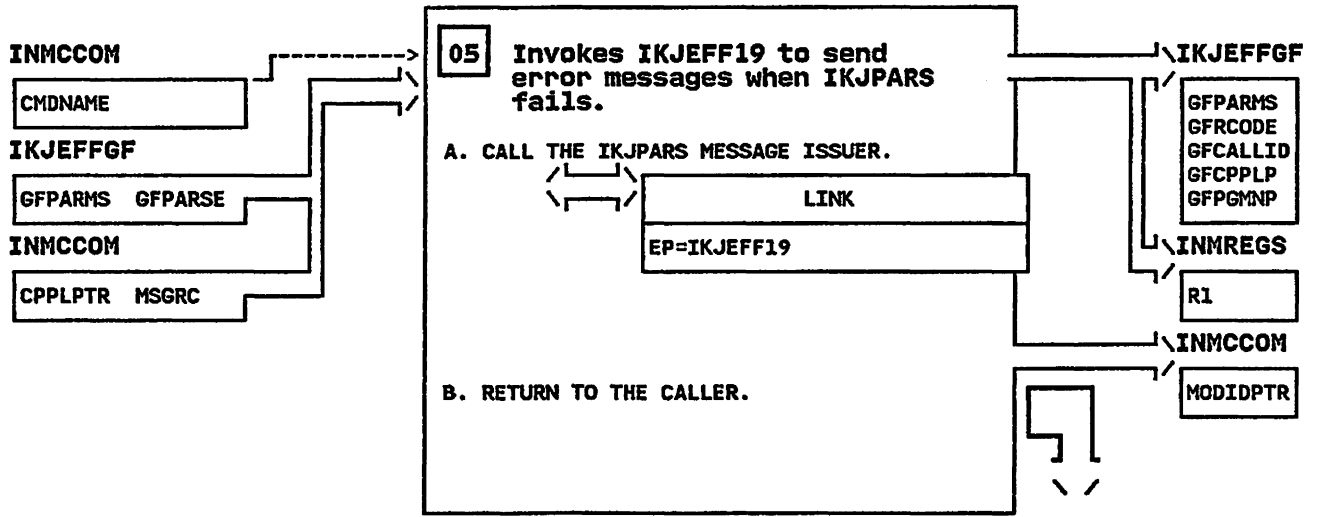 INMCCOM
CMDNAME
IKJEFFGF
GFPARMS GFPARSE
INMCCOM
CPPLPTR MSGRC
05 Invokes IKJEFF19 to send
error messages when IKJPARS
fails.
A. CALL THE IKJPARS MESSAGE ISSUER.
LINK
EP=IKJEFF19
B. RETURN TO THE CALLER.
IKJEFFGF
GFPARMS
GFRCODE
GFCALLID
GFCPPLP
GFPGMNP
INMREGS
R1
INMCCOM
MODIDPTR